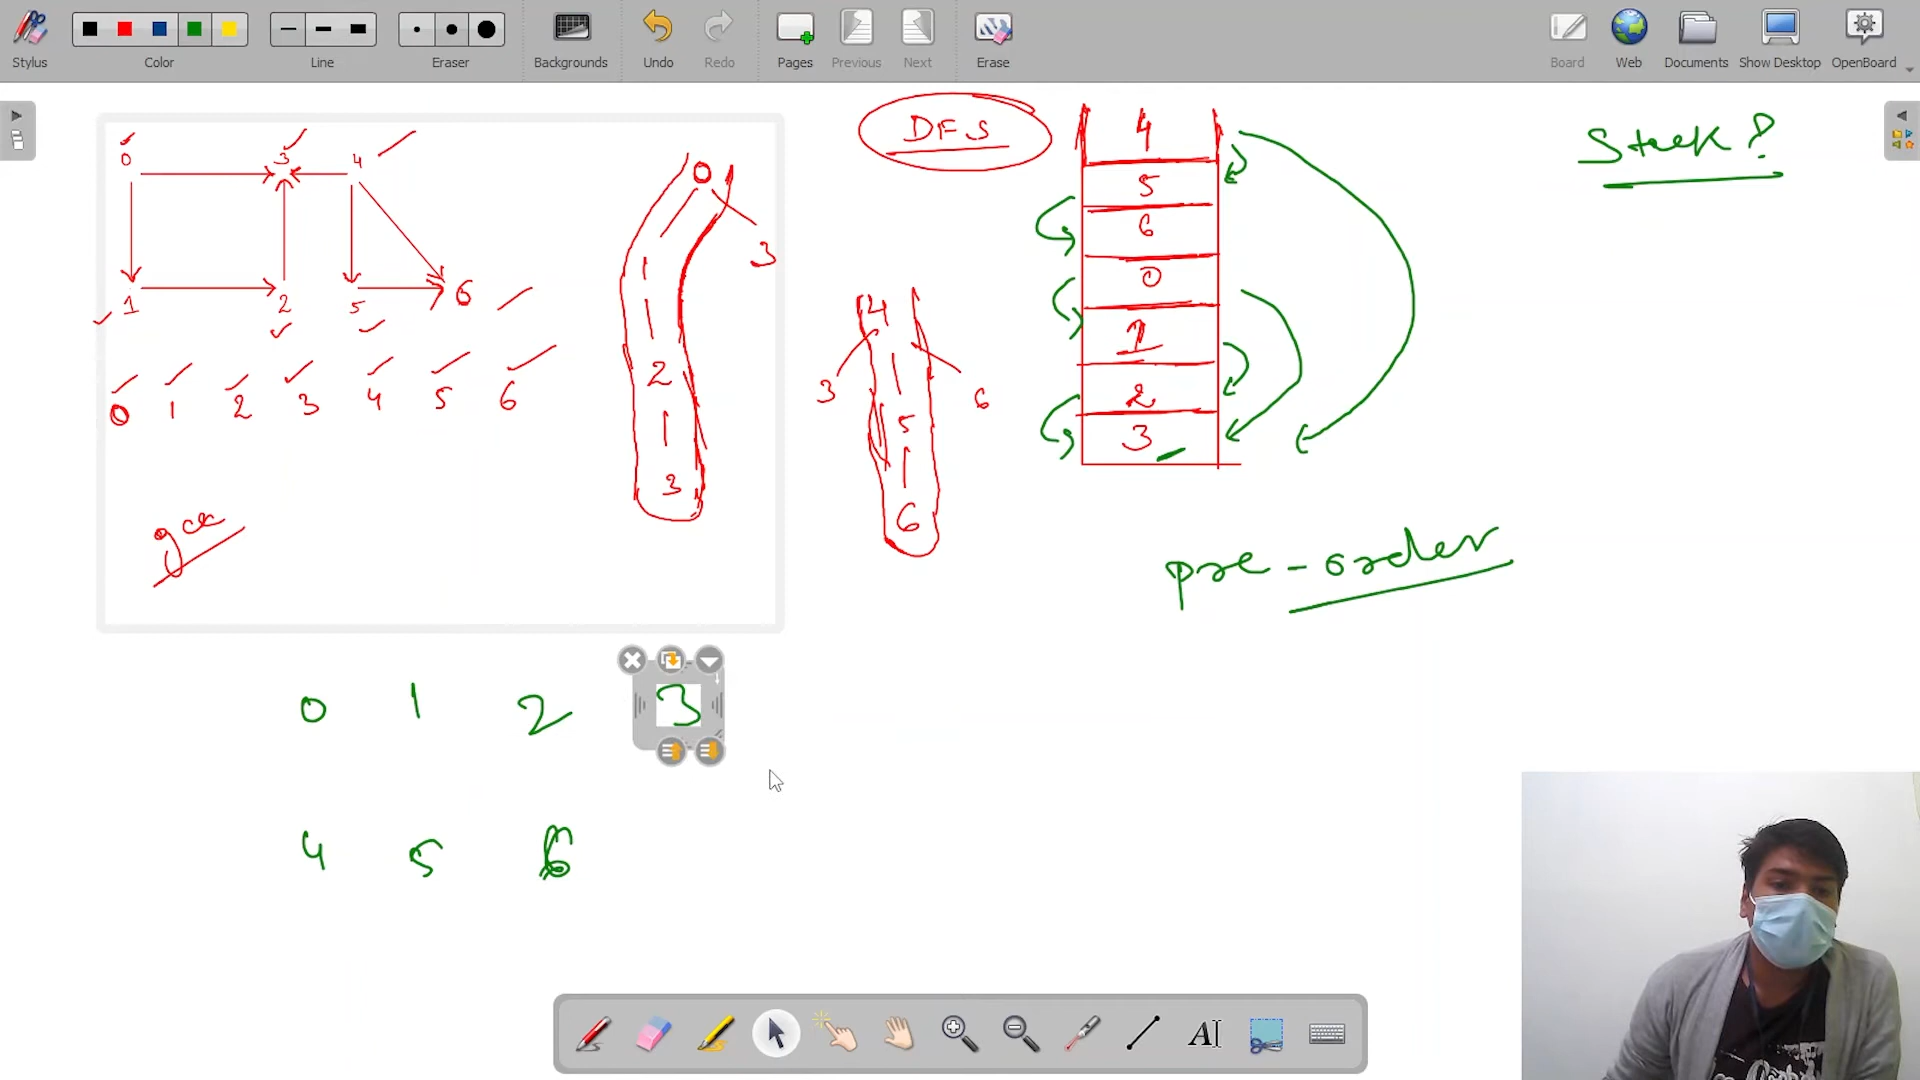 Stylus
Color
Line
Eraser
Backgrounds
Undo
Redo
Pages
Previous
Next
Erase
Board
Web
Documents
Show Desktop
OpenBoard
0 3 4
1 2 5 6
0 1 2 3 4 5 6
0
1 3
2
3
DFS
4
3 5 6
6
4
5
6
0
1
2
3
Stack?
pre-order
0 1 2 3
4 5 6